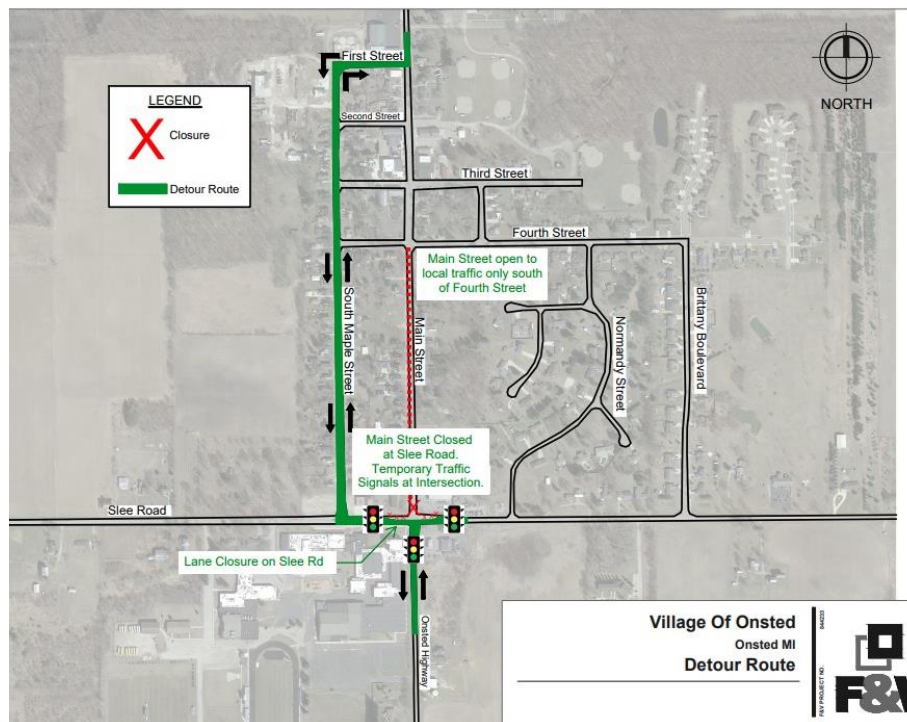 First Street
NORTH
LEGEND
Closure
Detour Route
Second Street
Third Street
Fourth Street
Main Street open to
local traffic only south
of Fourth Street
South Maple Street
Main Street
Normandy Street
Brittany Boulevard
Main Street Closed
at Slee Road.
Temporary Traffic
Signals at Intersection.
Slee Road
Lane Closure on Slee Rd
Onsted Highway
Village Of Onsted
Onsted MI
Detour Route
F&V PROJECT NO.
F&V